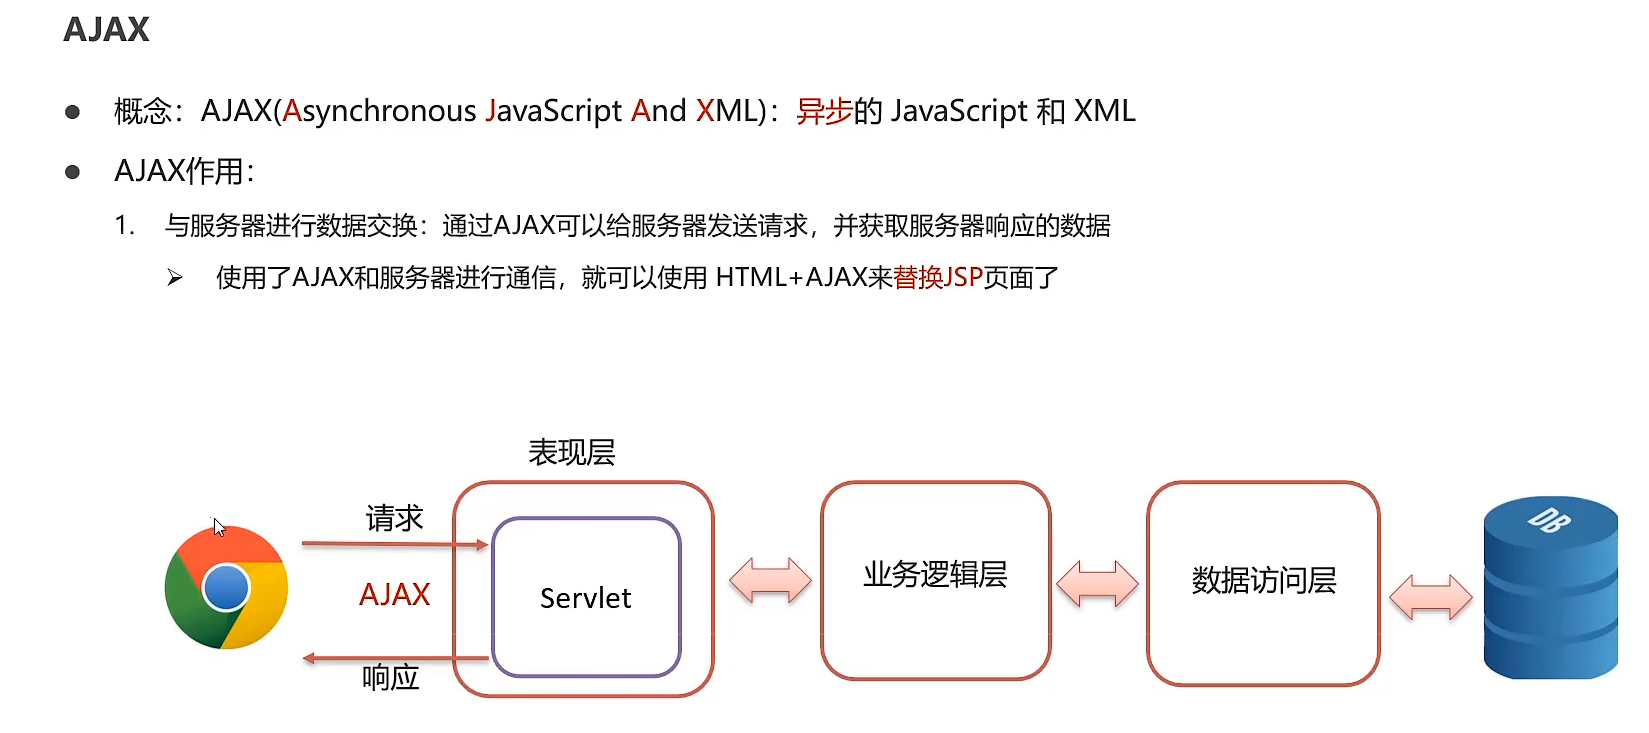 AJAX
● 概念：AJAX(Asynchronous JavaScript And XML)：异步的 JavaScript 和 XML
● AJAX作用：
1. 与服务器进行数据交换：通过AJAX可以给服务器发送请求，并获取服务器响应的数据
➢ 使用了AJAX和服务器进行通信，就可以使用 HTML+AJAX来替换JSP页面了
表现层
请求
AJAX
响应
Servlet
业务逻辑层
数据访问层
DB